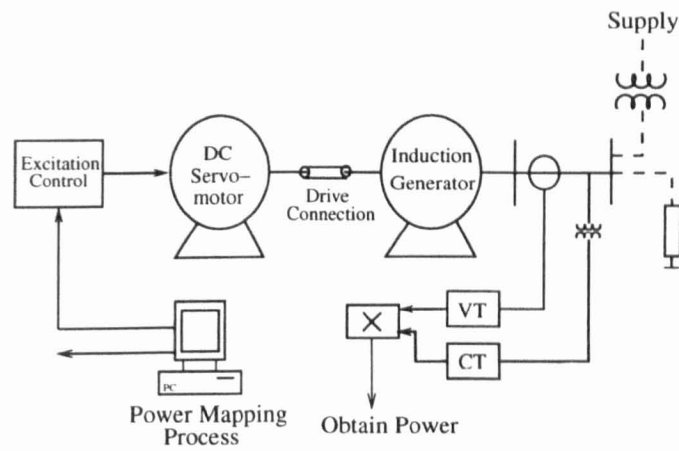 Supply
Excitation
Control
DC
Servo-
motor
Drive
Connection
Induction
Generator
VT
CT
PC
Power Mapping
Process
Obtain Power